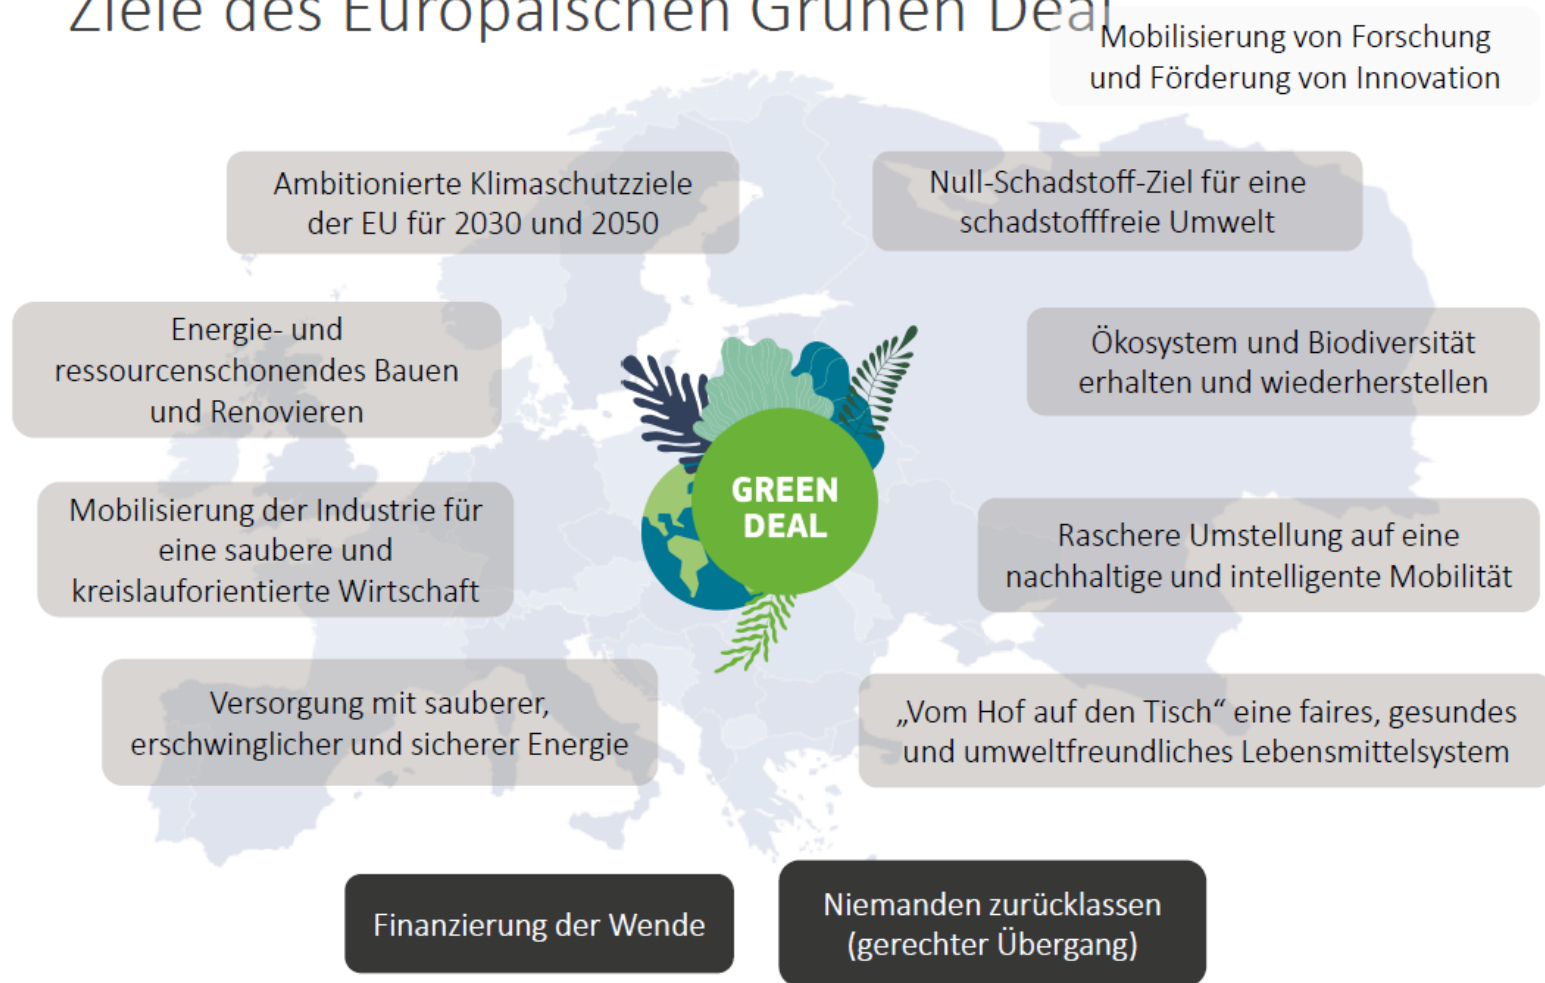 Ziele des Europäischen Grünen Deal
Mobilisierung von Forschung
und Förderung von Innovation
Ambitionierte Klimaschutzziele
der EU für 2030 und 2050
Null-Schadstoff-Ziel für eine
schadstofffreie Umwelt
Energie- und
ressourcenschonendes Bauen
und Renovieren
Ökosystem und Biodiversität
erhalten und wiederherstellen
GREEN
DEAL
Mobilisierung der Industrie für
eine saubere und
kreislauforientierte Wirtschaft
Raschere Umstellung auf eine
nachhaltige und intelligente Mobilität
Versorgung mit sauberer,
erschwinglicher und sicherer Energie
„Vom Hof auf den Tisch“ eine faires, gesundes
und umweltfreundliches Lebensmittelsystem
Finanzierung der Wende
Niemanden zurücklassen
(gerechter Übergang)